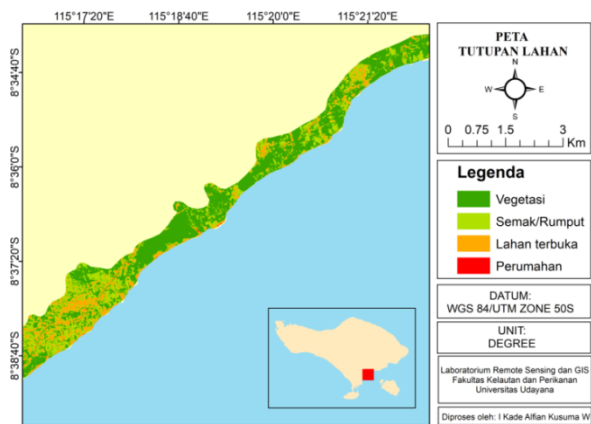 115°17'20"E 115°18'40"E 115°20'0"E 115°21'20"E
8°34'40"S
8°36'0"S
8°37'20"S
8°38'40"S
PETA
TUTUPAN LAHAN
N
W E
S
0 0.75 1.5 3
Km
Legenda
Vegetasi
Semak/Rumput
Lahan terbuka
Perumahan
DATUM:
WGS 84/UTM ZONE 50S
UNIT:
DEGREE
Laboratorium Remote Sensing dan GIS
Fakultas Kelautan dan Perikanan
Universitas Udayana
Diproses oleh: I Kade Alfian Kusuma W